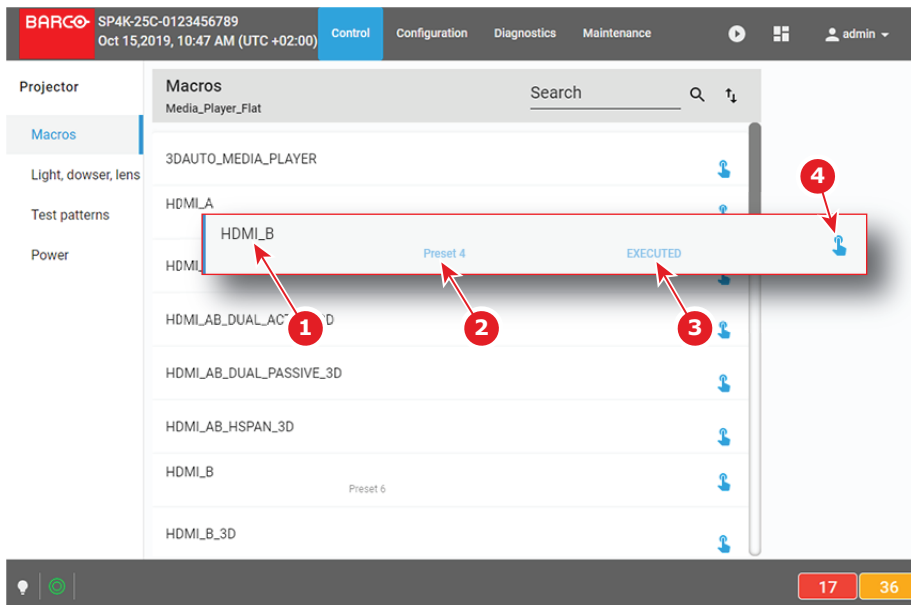 BARCO
SP4K-25C-0123456789
Oct 15,2019, 10:47 AM (UTC +02:00)
Control
Configuration
Diagnostics
Maintenance
admin
Projector
Macros
Light, dowser, lens
Test patterns
Power
Macros
Media_Player_Flat
Search
3DAUTO_MEDIA_PLAYER
HDMI_A
HDMI_B
Preset 4
EXECUTED
1
2
3
4
HDMI_AB_DUAL_PASSIVE_3D
HDMI_AB_HSPAN_3D
HDMI_B
Preset 6
HDMI_B_3D
17
36